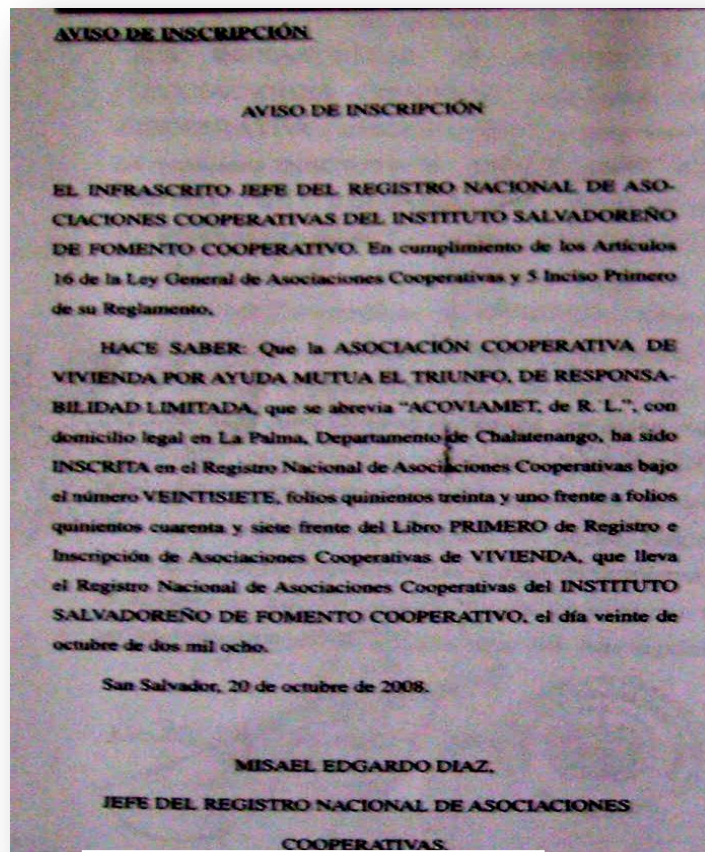 AVISO DE INSCRIPCIÓN
AVISO DE INSCRIPCIÓN
EL INFRASCRITO JEFE DEL REGISTRO NACIONAL DE ASO-
CIACIONES COOPERATIVAS DEL INSTITUTO SALVADOREÑO
DE FOMENTO COOPERATIVO. En cumplimiento de los Artículos
16 de la Ley General de Asociaciones Cooperativas y 5 Inciso Primero
de su Reglamento.
HACE SABER: Que la ASOCIACIÓN COOPERATIVA DE
VIVIENDA POR AYUDA MUTUA EL TRIUNFO, DE RESPONSA-
BILIDAD LIMITADA, que se abrevia "ACOVIAMET, de R. L.", con
domicilio legal en La Palma, Departamento de Chalatenango, ha sido
INSCRITA en el Registro Nacional de Asociaciones Cooperativas bajo
el número VEINTISIETE, folios quinientos treinta y uno frente a folios
quinientos cuarenta y siete frente del Libro PRIMERO de Registro e
Inscripción de Asociaciones Cooperativas de VIVIENDA, que lleva
el Registro Nacional de Asociaciones Cooperativas del INSTITUTO
SALVADOREÑO DE FOMENTO COOPERATIVO, el día veinte de
octubre de dos mil ocho.
San Salvador, 20 de octubre de 2008.
MISAEL EDGARDO DIAZ,
JEFE DEL REGISTRO NACIONAL DE ASOCIACIONES
COOPERATIVAS.